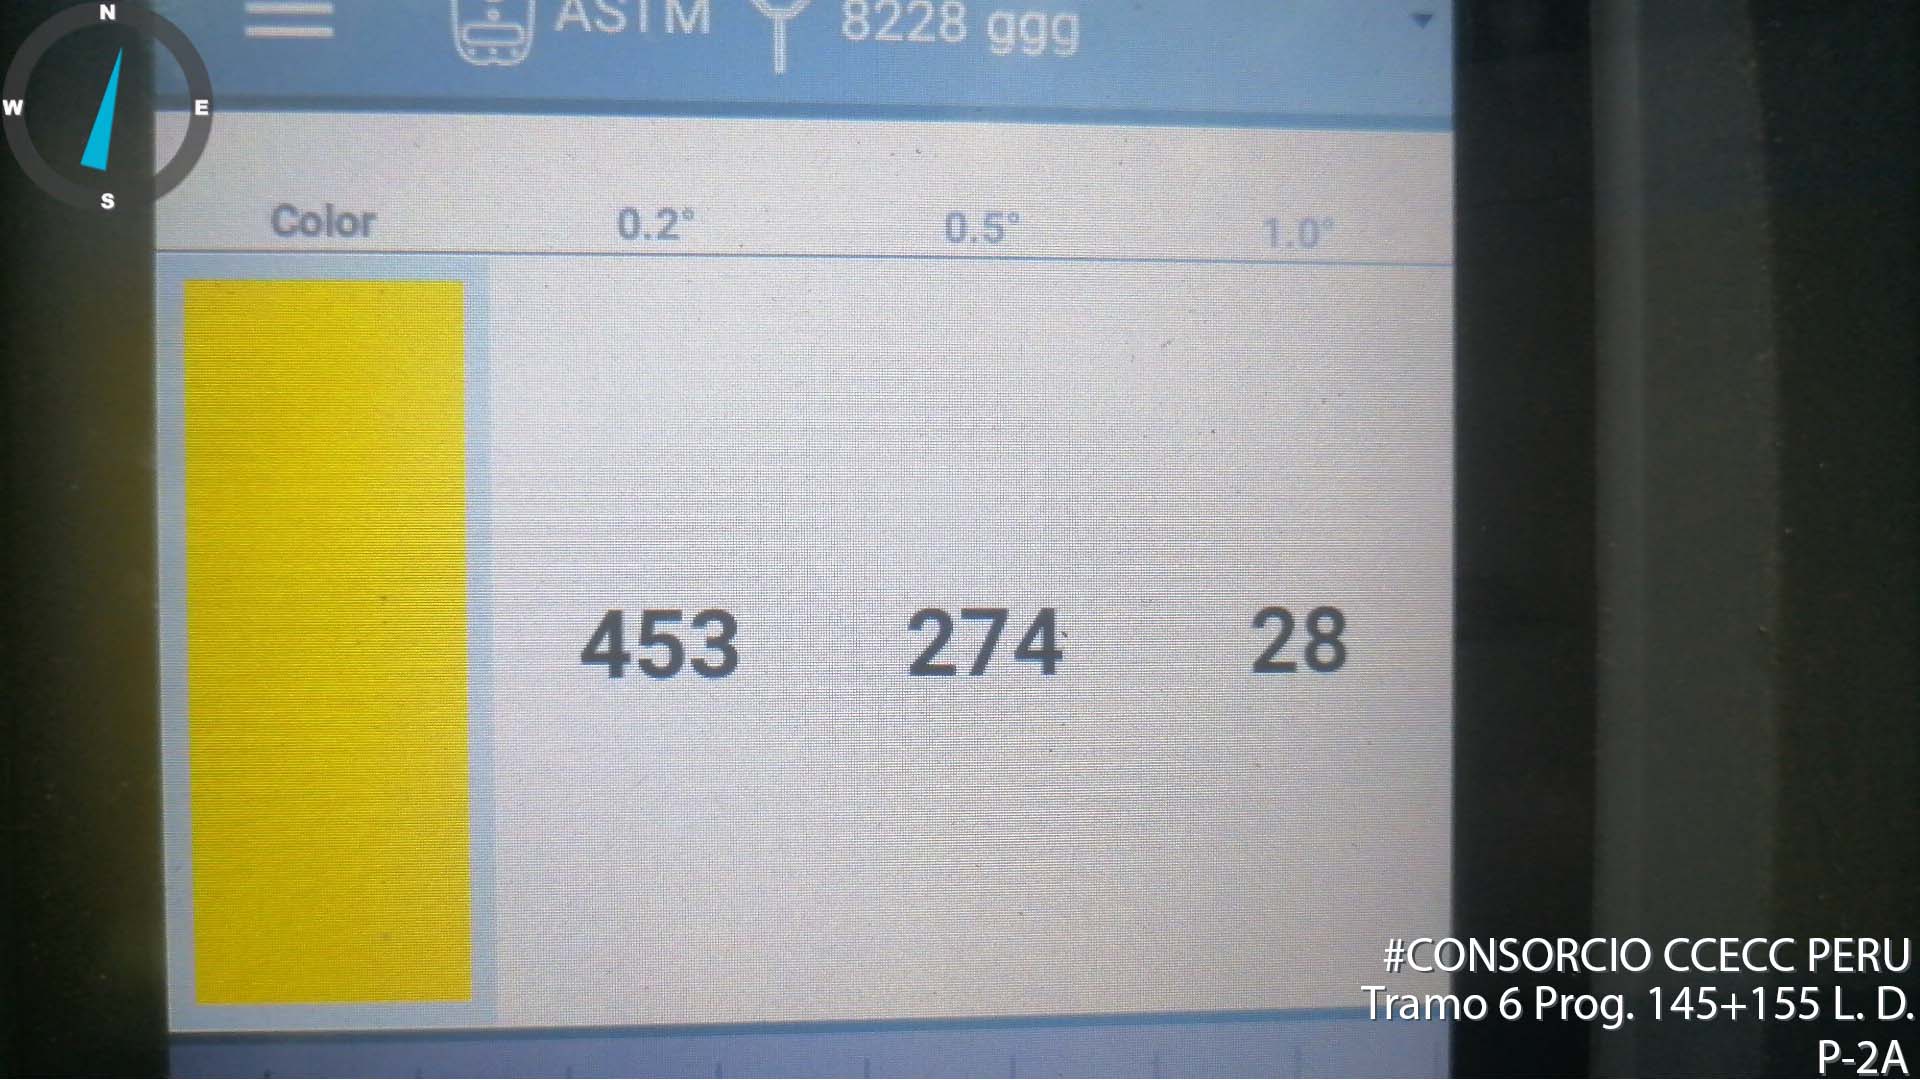 N
W E
S
ASTM 8228 ggg
Color 0.2° 0.5° 1.0°
453 274 28
#CONSORCIO CCECC PERU
Tramo 6 Prog. 145+155 L. D.
P-2A